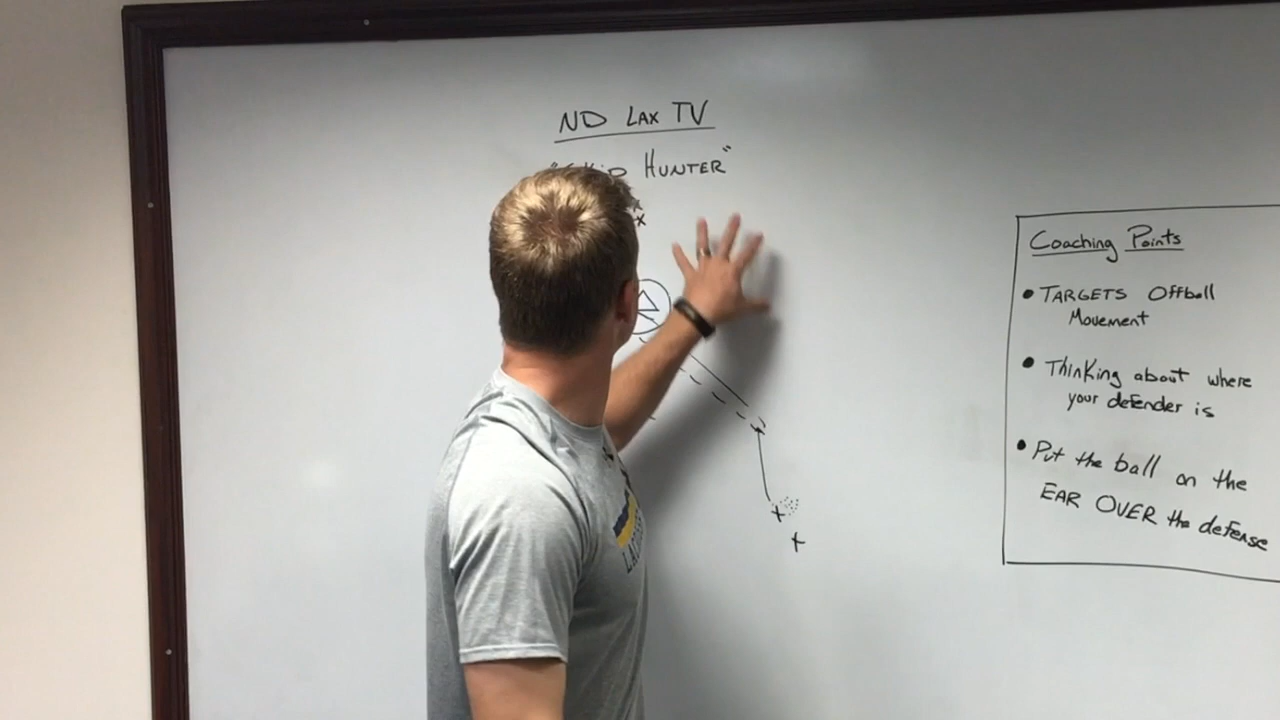 ND LAX TV
HUNTER"
Coaching Points
• TARGETS Offball
Movement
• Thinking about where
your defender is
• Put the ball on the
EAR OVER the defense